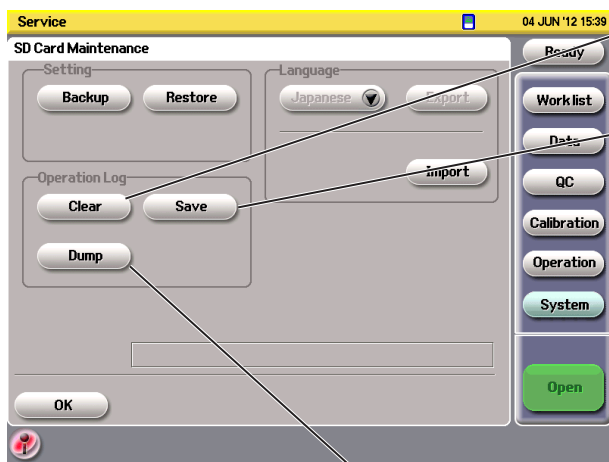 Service
04 JUN '12 15:39
SD Card Maintenance
Ready
Setting
Backup
Restore
Language
Japanese
Export
Import
Operation Log
Clear
Save
Dump
OK
Work list
Data
QC
Calibration
Operation
System
Open